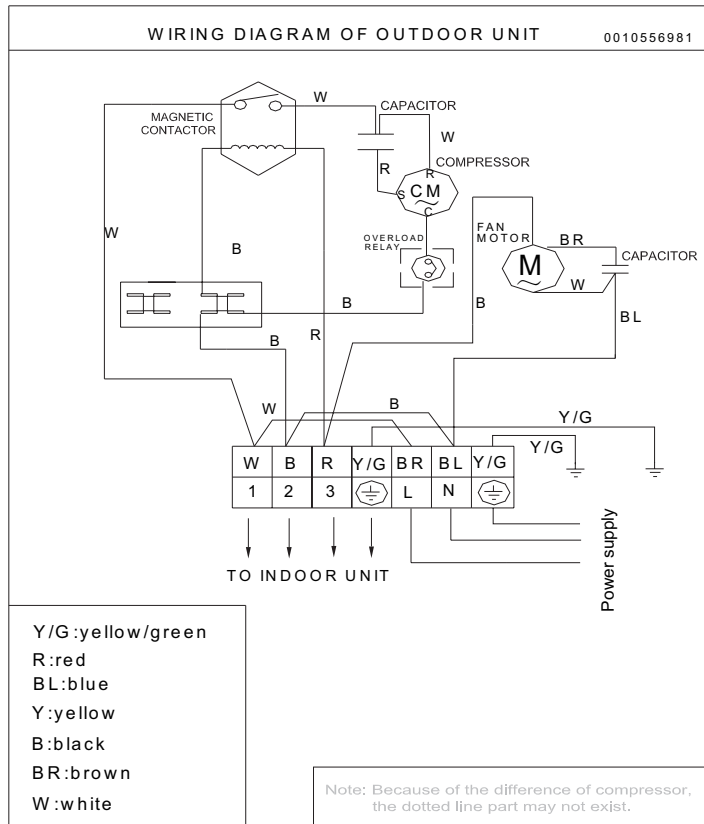 WIRING DIAGRAM OF OUTDOOR UNIT
0010556981
MAGNETIC
CONTACTOR
W
CAPACITOR
W
R
R
COMPRESSOR
S
CM
C
W
B
OVERLOAD
RELAY
FAN
MOTOR
BR
M
CAPACITOR
W
B
B
BL
B
R
W
B
Y/G
Y/G
W B R Y/G BR BL Y/G
1 2 3 L N
TO INDOOR UNIT
Power supply
Y/G:yellow/green
R:red
BL:blue
Y:yellow
B:black
BR:brown
W:white
Note: Because of the difference of compressor,
the dotted line part may not exist.